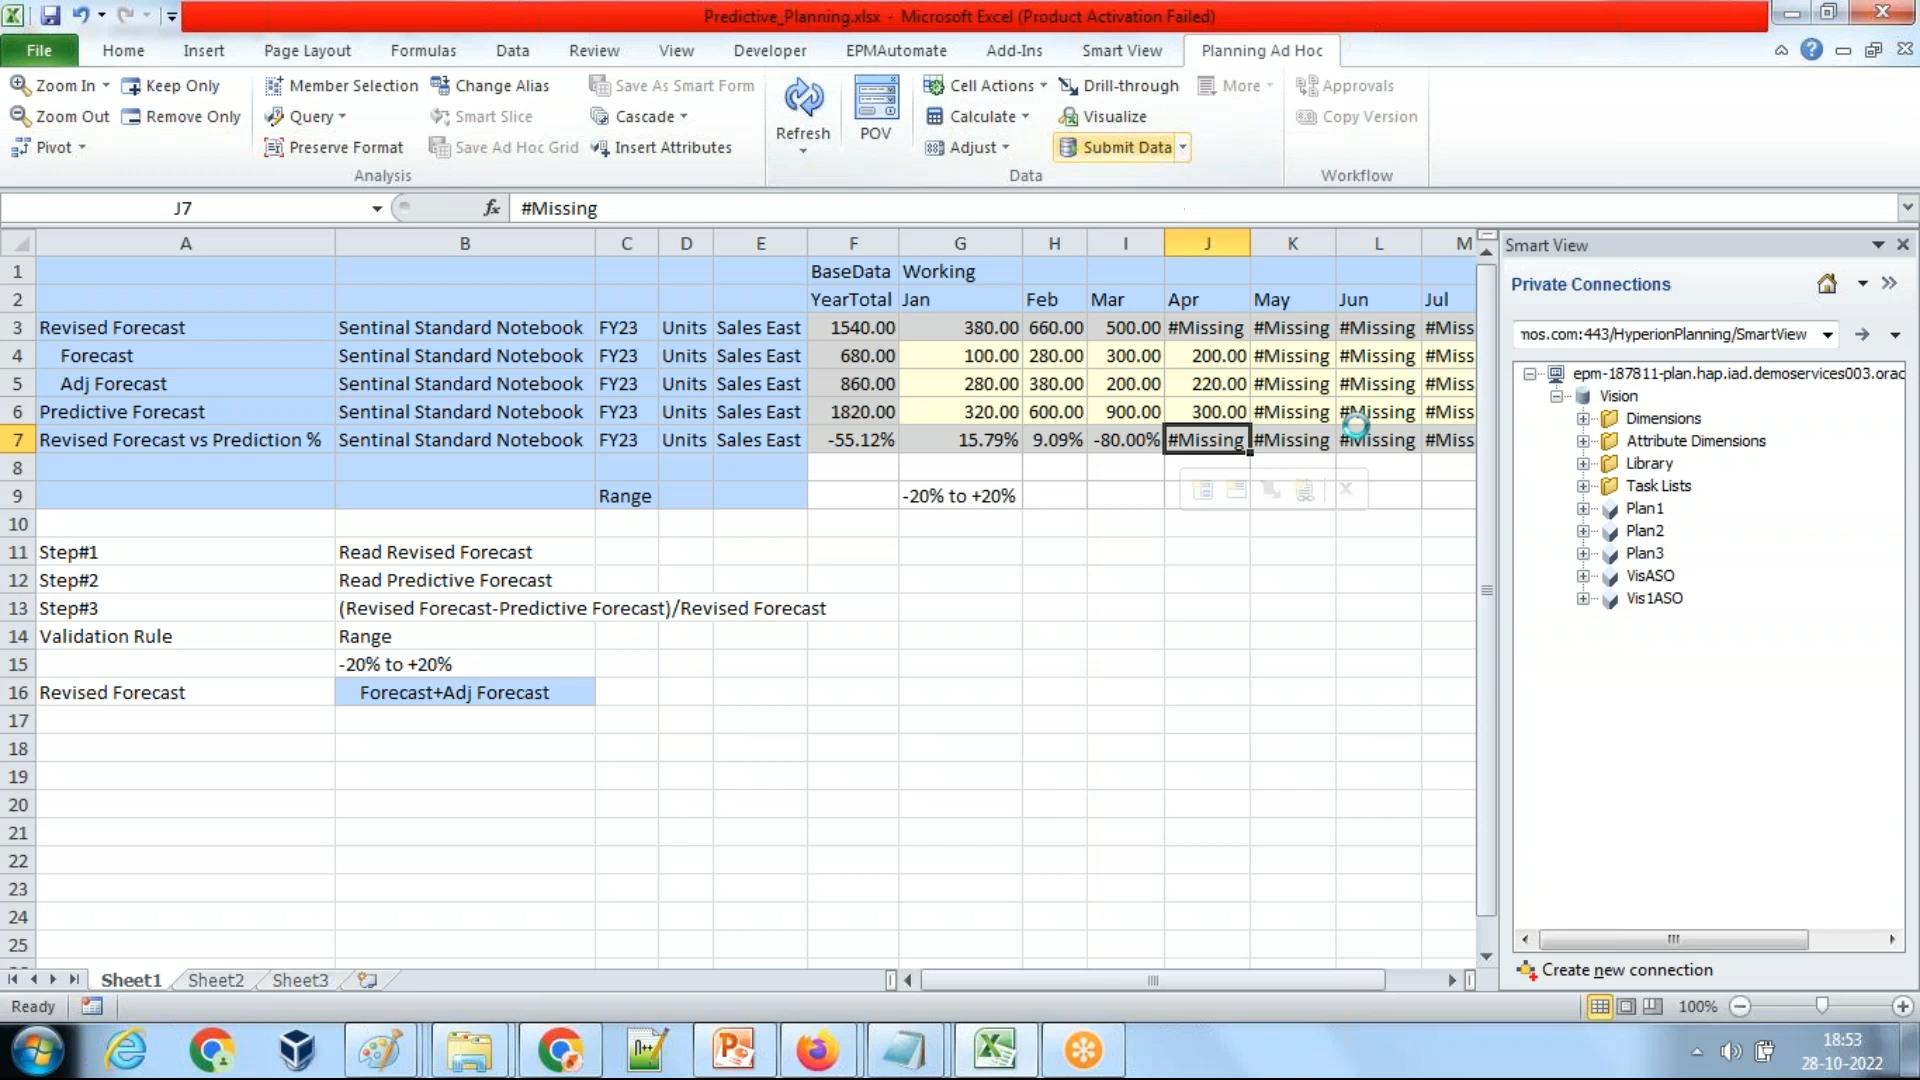 Predictive_Planning.xlsx - Microsoft Excel (Product Activation Failed)
File Home Insert Page Layout Formulas Data Review View Developer EPMAutomate Add-Ins Smart View Planning Ad Hoc
Zoom In Keep Only Member Selection Change Alias Save As Smart Form Cell Actions Drill-through More Approvals
Zoom Out Remove Only Query Smart Slice Cascade Refresh POV Calculate Visualize Copy Version
Pivot Preserve Format Save Ad Hoc Grid Insert Attributes Adjust Submit Data
Analysis Data Workflow
J7 fx #Missing
A B C D E F G H I J K L M
1 BaseData Working
2 YearTotal Jan Feb Mar Apr May Jun Jul
3 Revised Forecast Sentinal Standard Notebook FY23 Units Sales East 1540.00 380.00 660.00 500.00 #Missing #Missing #Missing #Miss
4 Forecast Sentinal Standard Notebook FY23 Units Sales East 680.00 100.00 280.00 300.00 200.00 #Missing #Missing #Miss
5 Adj Forecast Sentinal Standard Notebook FY23 Units Sales East 860.00 280.00 380.00 200.00 220.00 #Missing #Missing #Miss
6 Predictive Forecast Sentinal Standard Notebook FY23 Units Sales East 1820.00 320.00 600.00 900.00 300.00 #Missing #Missing #Miss
7 Revised Forecast vs Prediction % Sentinal Standard Notebook FY23 Units Sales East -55.12% 15.79% 9.09% -80.00% #Missing #Missing #Missing #Miss
8
9 Range -20% to +20%
10
11 Step#1 Read Revised Forecast
12 Step#2 Read Predictive Forecast
13 Step#3 (Revised Forecast-Predictive Forecast)/Revised Forecast
14 Validation Rule Range
15 -20% to +20%
16 Revised Forecast Forecast+Adj Forecast
17
18
19
20
21
22
23
24
25
Sheet1 Sheet2 Sheet3
Ready 100%
Smart View
Private Connections
mos.com:443/HyperionPlanning/SmartView
epm-187811-plan.hap.iad.demoservices003.orac
Vision
Dimensions
Attribute Dimensions
Library
Task Lists
Plan1
Plan2
Plan3
VisASO
Vis1ASO
Create new connection
18:53
28-10-2022